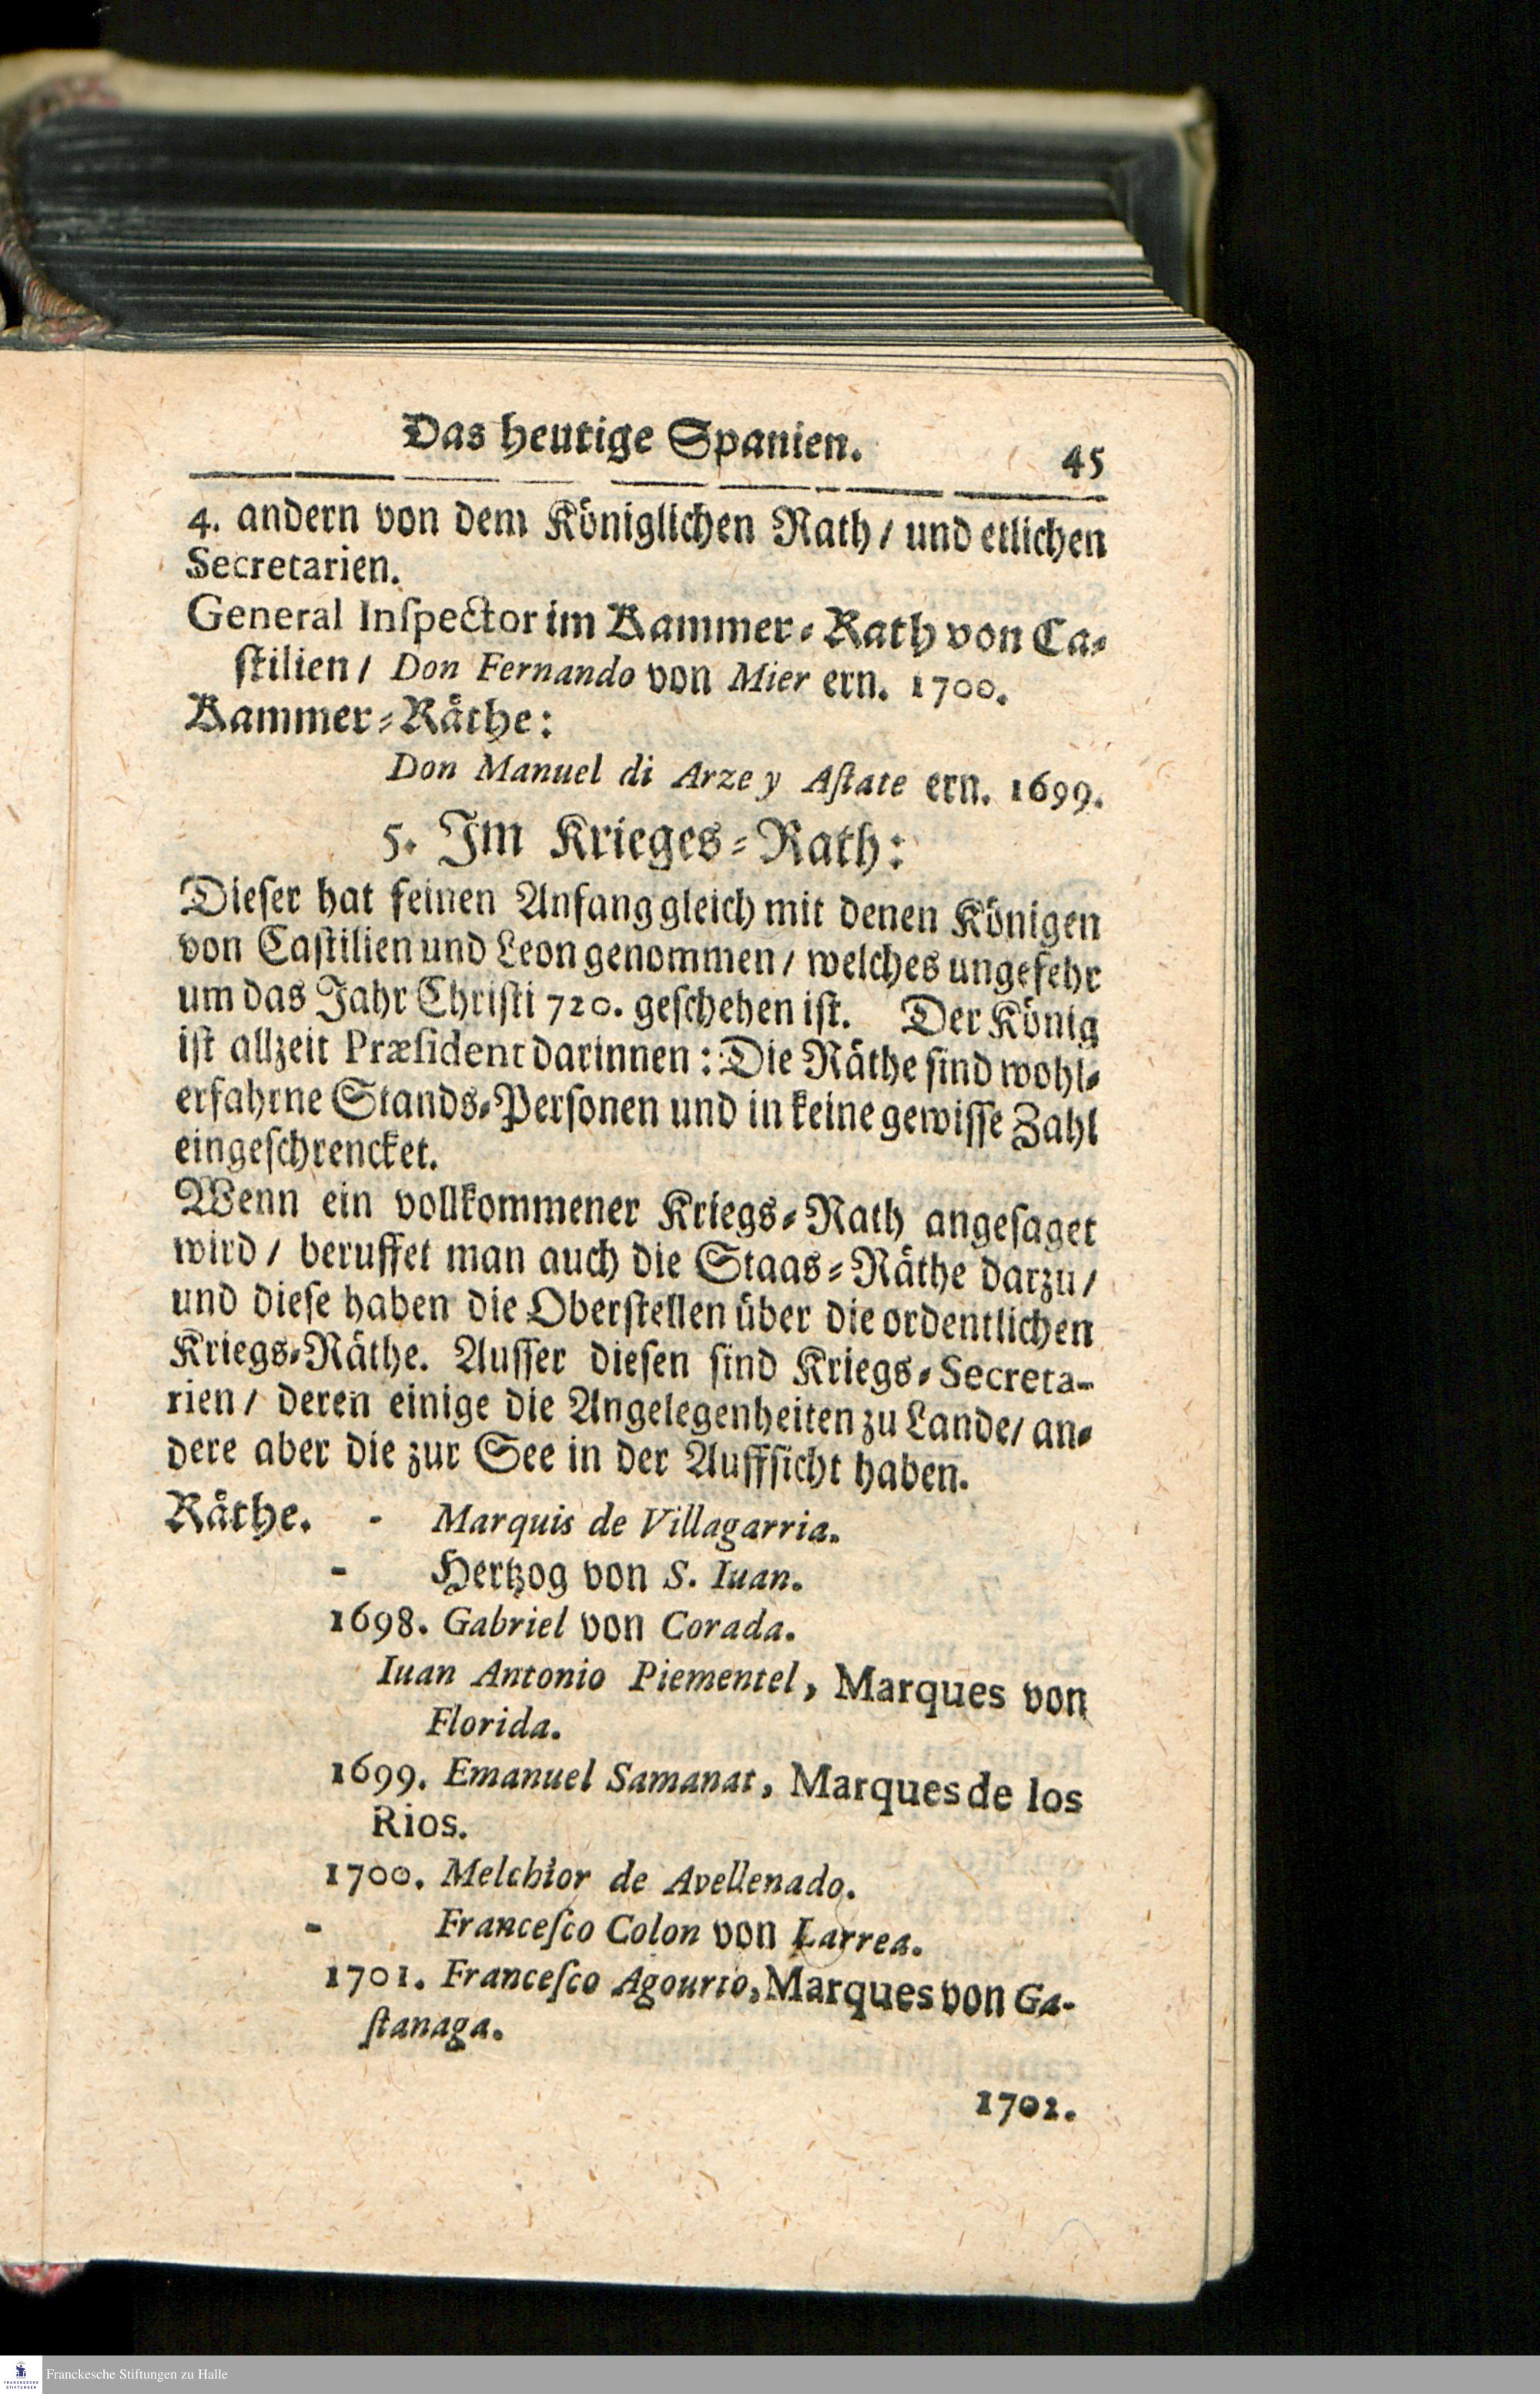 Das heutige Spanien. 45
4. andern von dem Königlichen Rath / und etlichen
Secretarien.
General Inſpector im Kammer-Rath von Ca-
ſtilien / Don Fernando von Mier ern. 1700.
Kammer-Räthe:
Don Manuel di Arze y Aſtate ern. 1699.
5. Im Krieges-Rath:
Dieſer hat ſeinen Anfang gleich mit denen Königen
von Caſtilien und Leon genommen / welches ungefehr
um das Jahr Chriſti 720. geſchehen iſt. Der König
iſt allzeit Præſident darinnen: Die Räthe ſind wohl-
erfahrne Stands-Perſonen und in keine gewiſſe Zahl
eingeſchrencket.
Wenn ein vollkommener Kriegs-Rath angeſaget
wird / beruffet man auch die Staas-Räthe darzu /
und dieſe haben die Oberſtellen über die ordentlichen
Kriegs-Räthe. Auſſer dieſen ſind Kriegs-Secreta-
rien / deren einige die Angelegenheiten zu Lande / an-
dere aber die zur See in der Auffſicht haben.
Räthe. - Marquis de Villagarria.
- Hertzog von S. Iuan.
1698. Gabriel von Corada.
Iuan Antonio Piementel, Marques von
Florida.
1699. Emanuel Samanat, Marques de los
Rios.
1700. Melchior de Avellenado.
- Franceſco Colon von Larrea.
1701. Franceſco Agourto, Marques von Ga-
ſtanaga.
1702.
Franckesche Stiftungen zu Halle
FRANCKESCHE
STIFTUNGEN